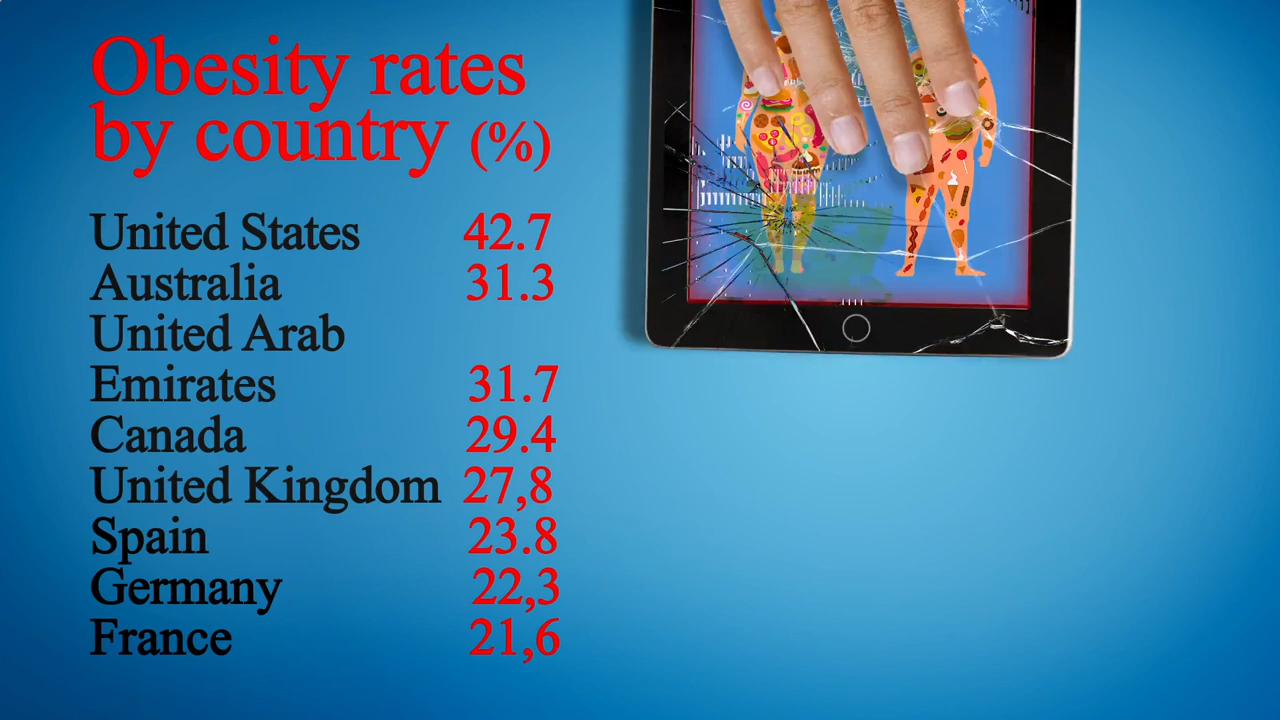 Obesity rates
by country (%)
United States 42.7
Australia 31.3
United Arab
Emirates 31.7
Canada 29.4
United Kingdom 27,8
Spain 23.8
Germany 22,3
France 21,6